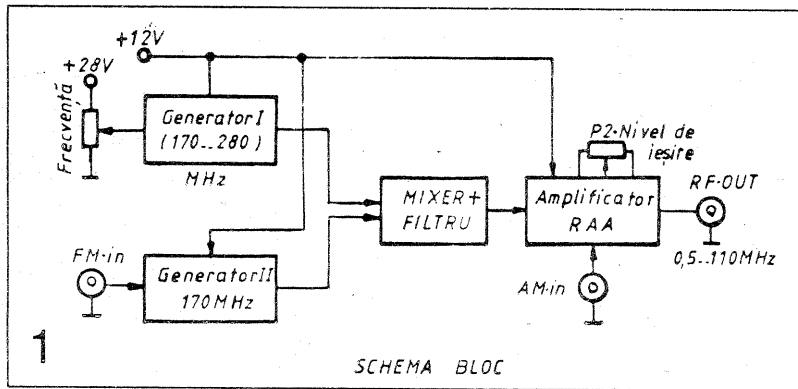 +12V
+28V
Frecvență
Generator I
(170..280)
MHz
P2·Nivel de
ieșire
RF-OUT
MIXER+
FILTRU
Amplificator
RAA
0,5..110MHz
FM-in
Generator II
170MHz
AM-in
1
SCHEMA BLOC